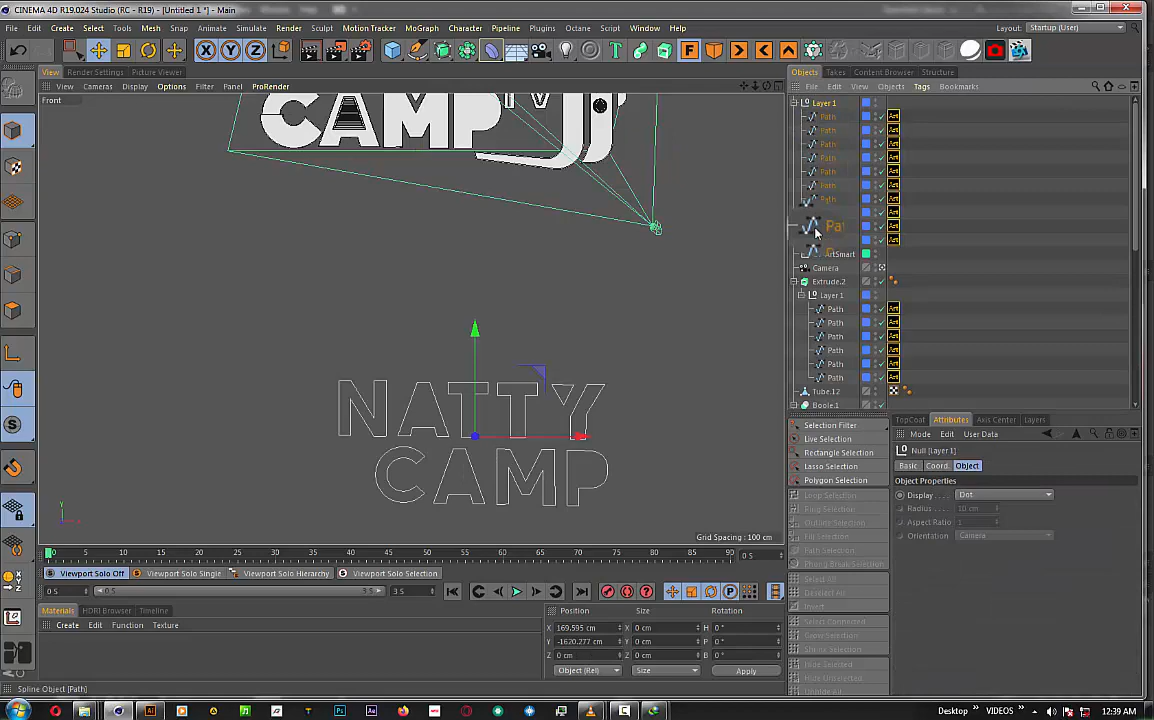 CINEMA 4D R19.024 Studio (RC - R19) - [Untitled 1 *] - Main
File Edit Create Select Tools Mesh Snap Animate Simulate Render Sculpt Motion Tracker MoGraph Character Pipeline Plugins Octane Script Window Help Layout: Startup (User)
View Render Settings Picture Viewer
View Cameras Display Options Filter Panel ProRender
Front
CAMP
NATTY
CAMP
Grid Spacing : 100 cm
0 5 10 15 20 25 30 35 40 45 50 55 60 65 70 75 80 85 90 0 S
Viewport Solo Off Viewport Solo Single Viewport Solo Hierarchy Viewport Solo Selection
0 S 0 S 3 S 3 S
Materials HDRI Browser Timeline
Create Edit Function Texture
Position Size Rotation
X 169.595 cm X 0 cm H 0 °
Y -1620.277 cm Y 0 cm P 0 °
Z 0 cm Z 0 cm B 0 °
Object (Rel) Size Apply
Spline Object [Path]
Objects Takes Content Browser Structure
File Edit View Objects Tags Bookmarks
Layer 1
Path
Path
Path
Path
Path
Path
Path
ArtSmart
Camera
Extrude.2
Layer 1
Path
Path
Path
Path
Path
Path
Tube.12
Boole.1
Selection Filter
Live Selection
Rectangle Selection
Lasso Selection
Polygon Selection
Loop Selection
Ring Selection
Outline Selection
Fill Selection
Path Selection
Phong Break Selection
Select All
Deselect All
Invert
Select Connected
Grow Selection
Shrink Selection
Hide Selected
Hide Unselected
Unhide All
TopCoat Attributes Axis Center Layers
Mode Edit User Data
Null [Layer 1]
Basic Coord. Object
Object Properties
Display Dot
Radius 10 cm
Aspect Ratio 1
Orientation Camera
Desktop VIDEOS 12:39 AM